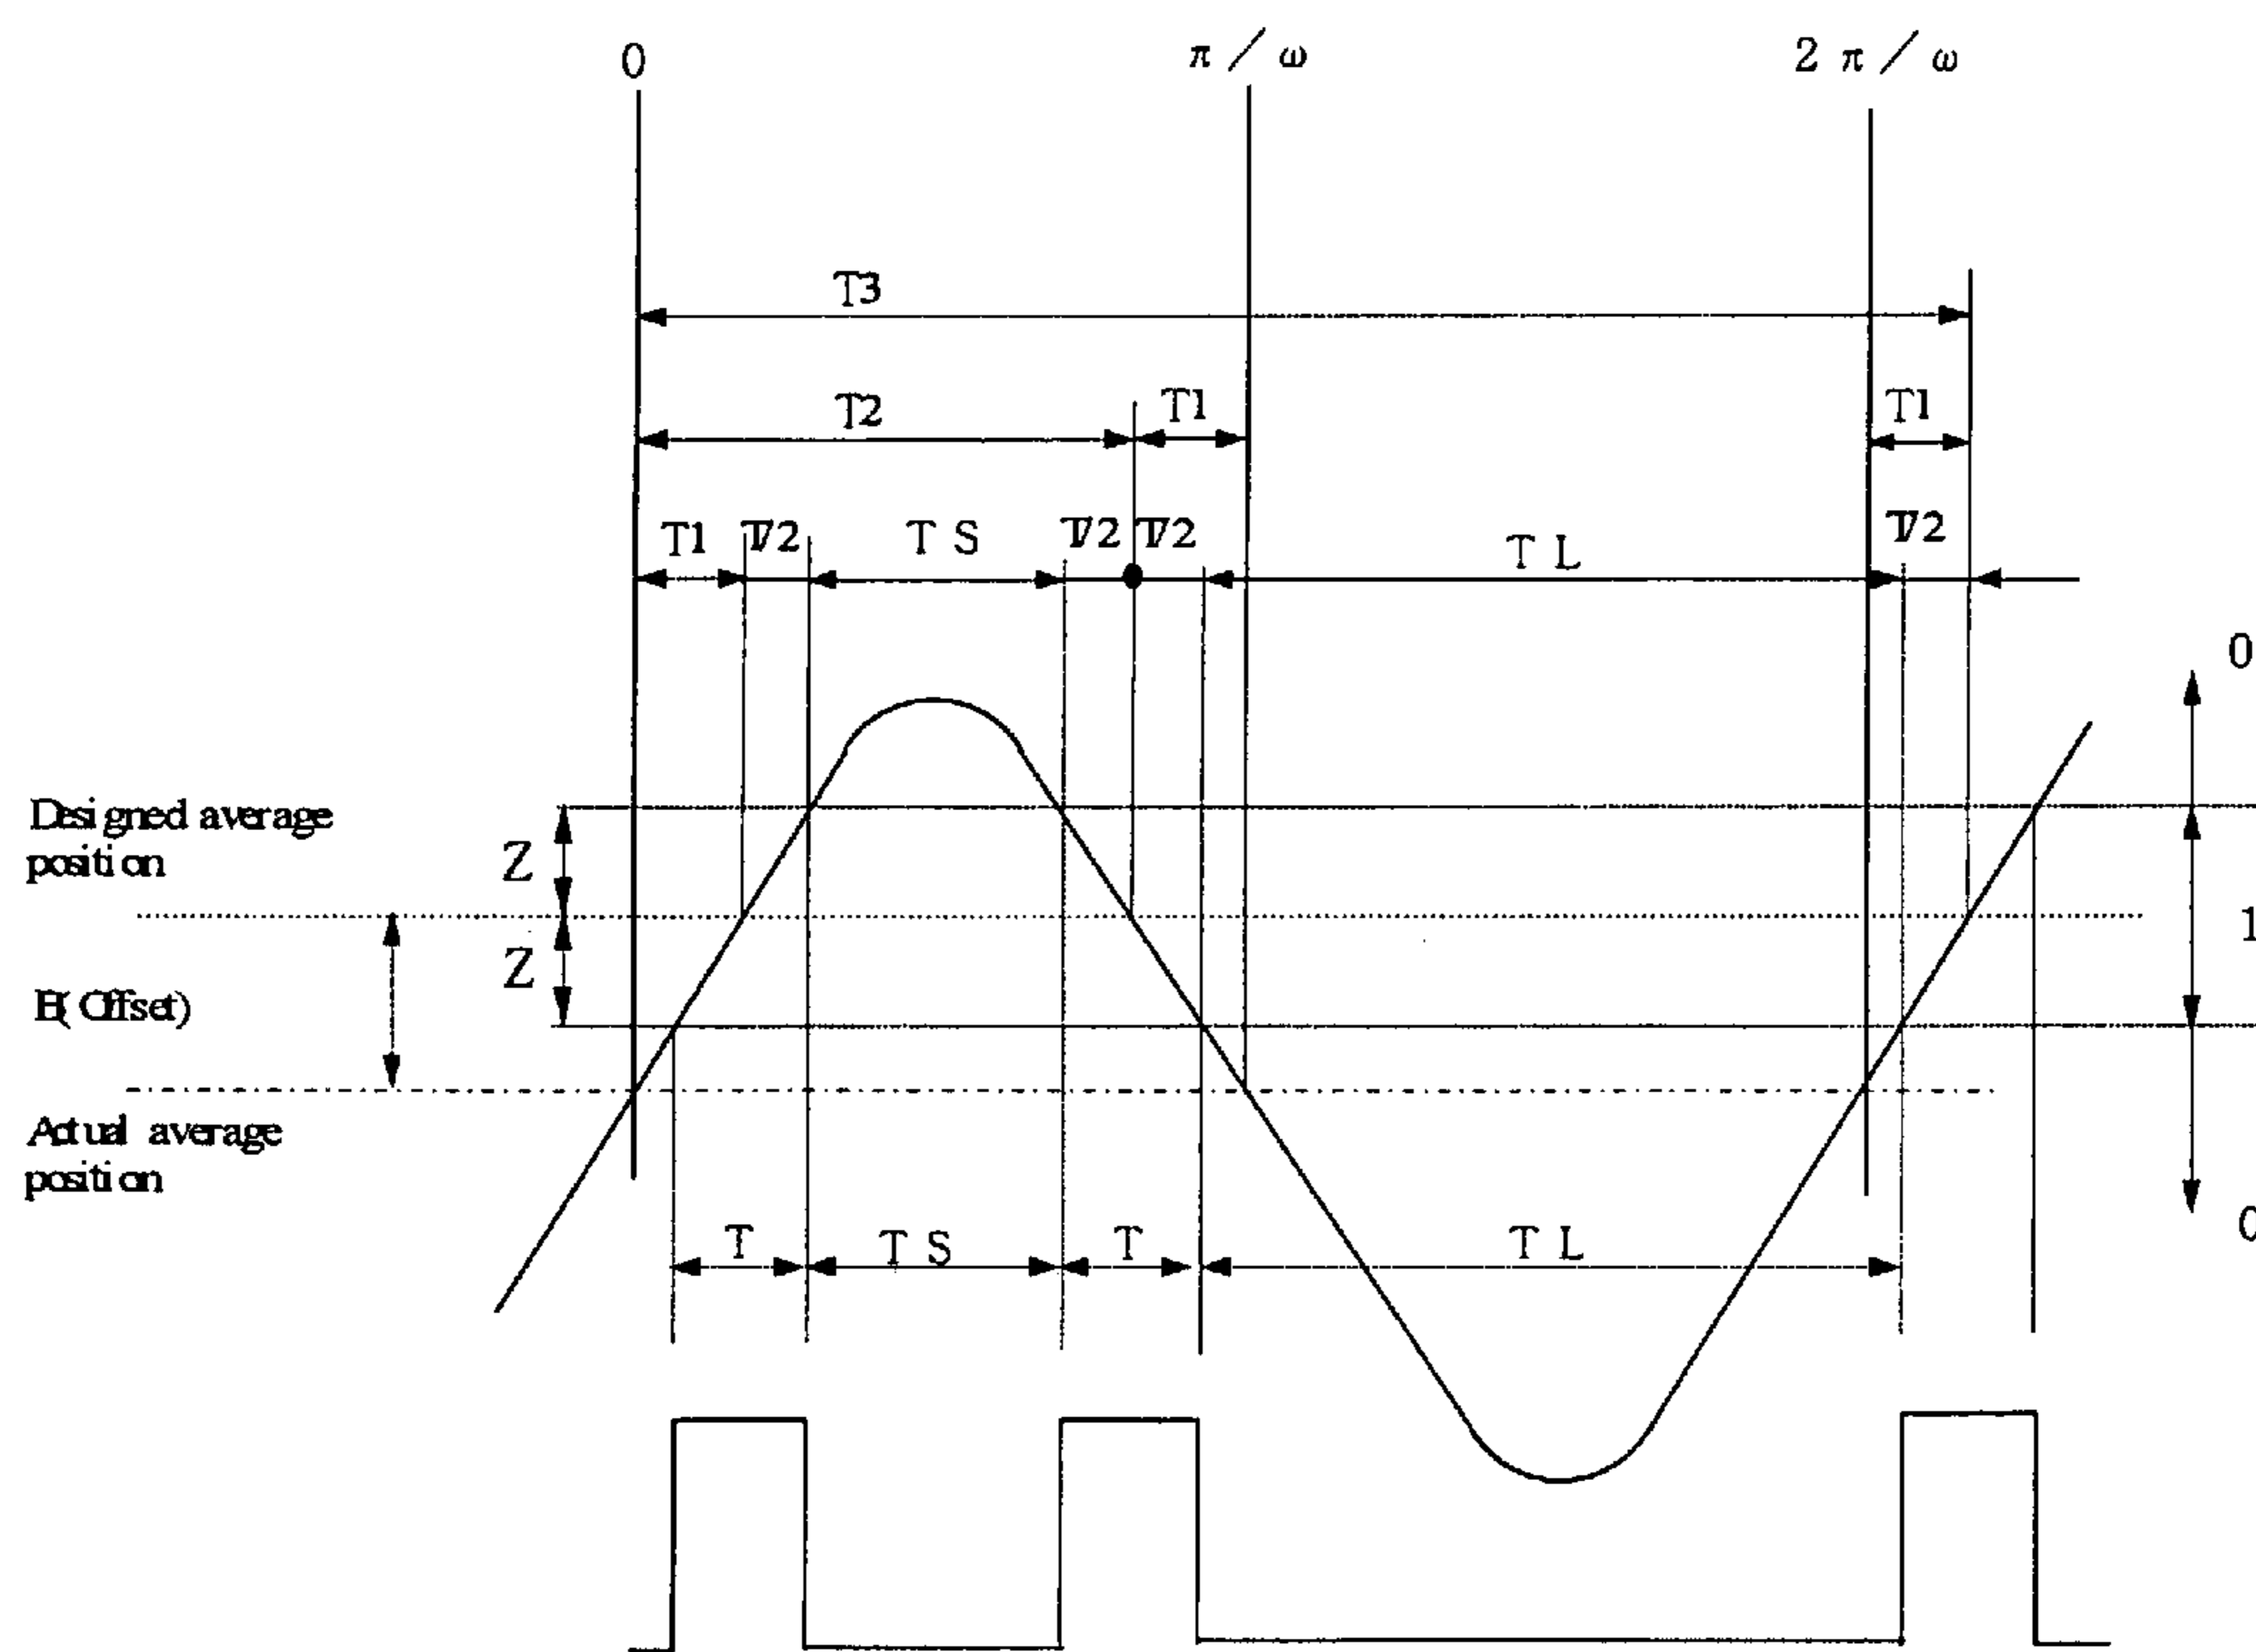 0 π／ω 2 π／ω
T3
T2 T1 T1
T1 T/2 T S T/2 T/2 T L T/2
0
Designed average
position
Z
1
Z
B( Offset)
Actual average
position
0
T T S T T L